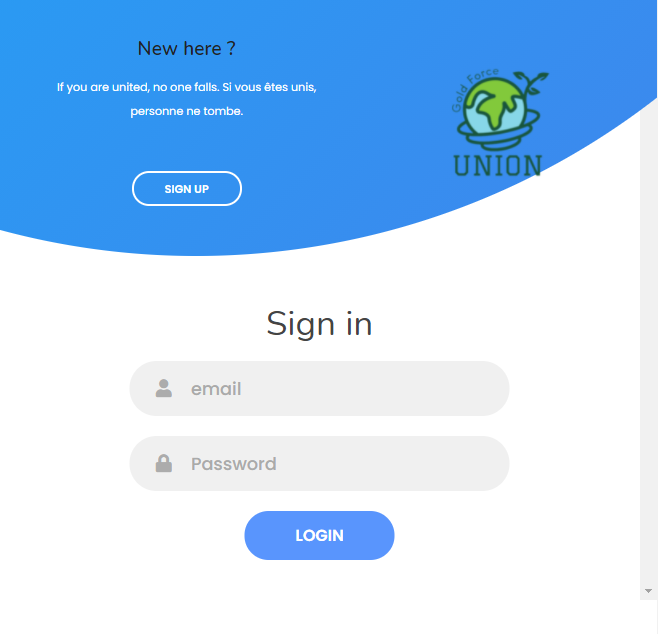 New here ?
If you are united, no one falls. Si vous êtes unis,
personne ne tombe.
SIGN UP
Gold Force
UNION
Sign in
email
Password
LOGIN